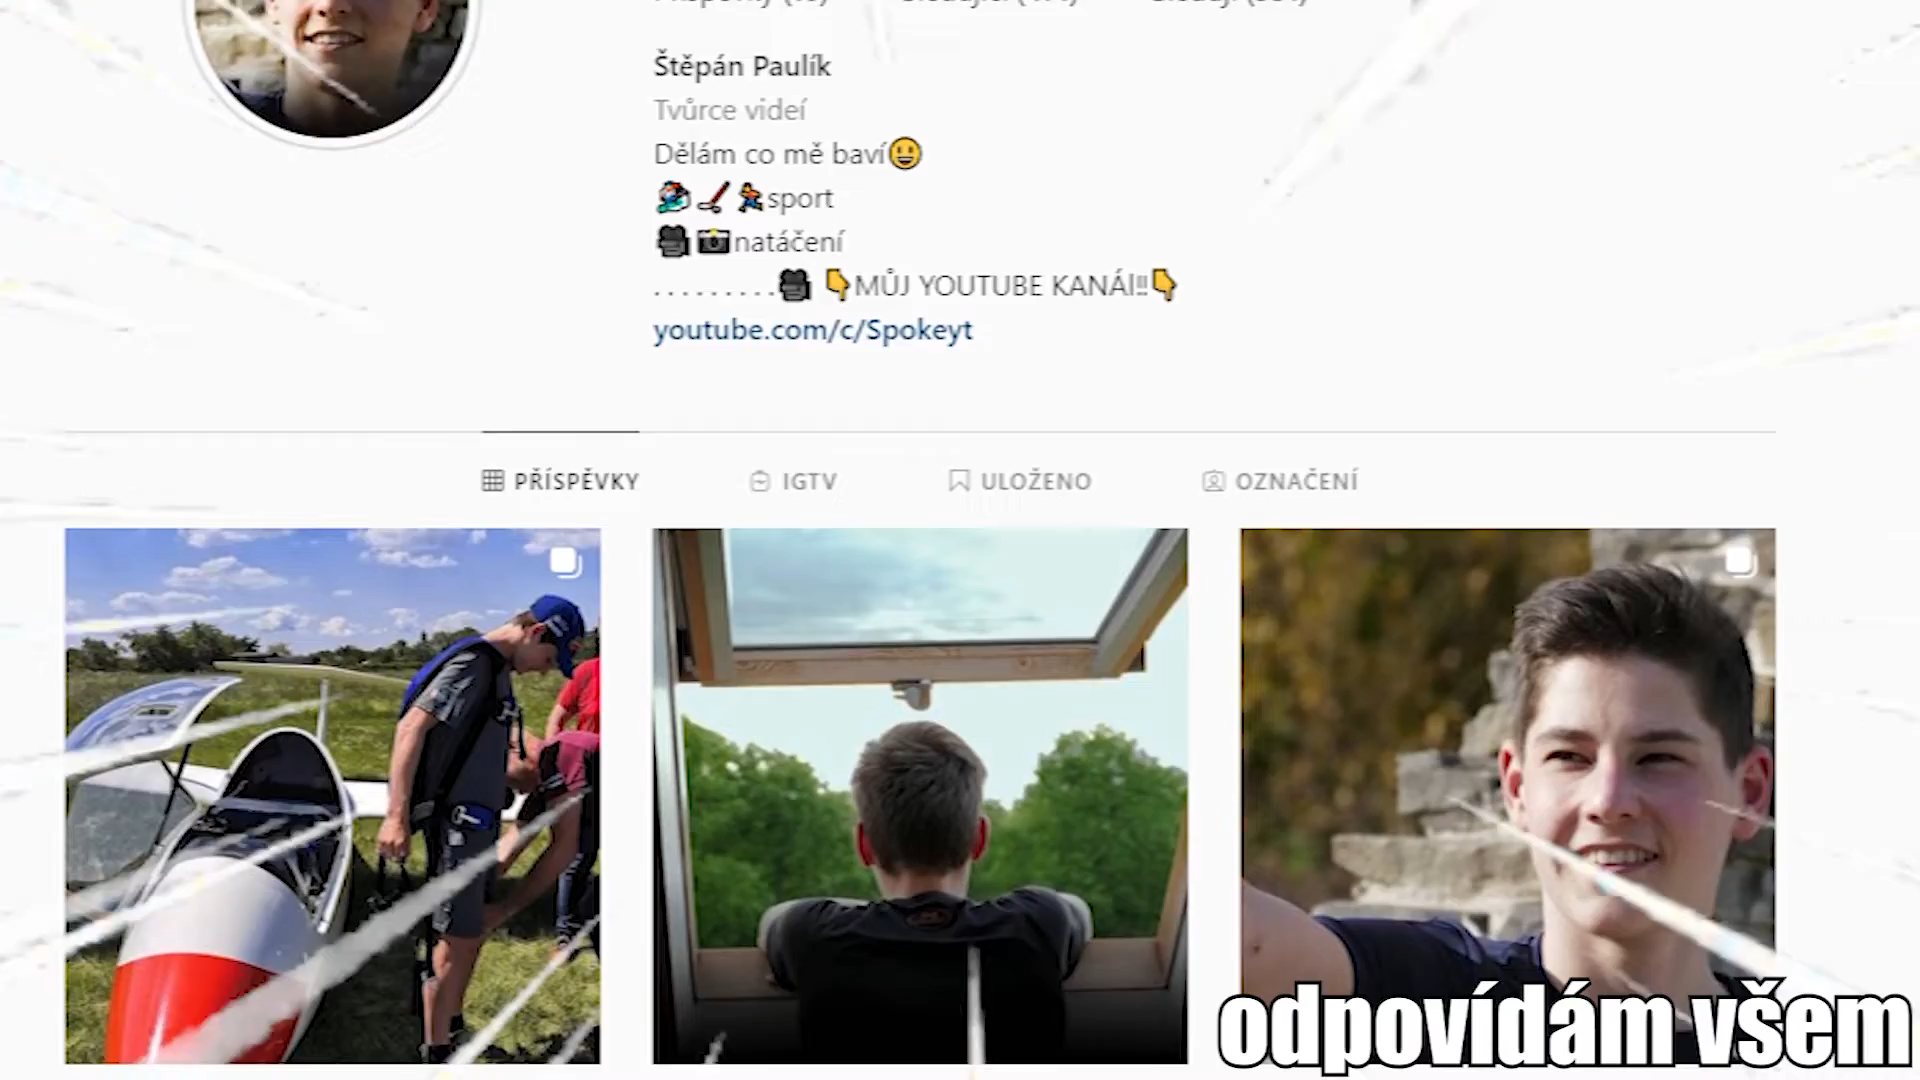 Štěpán Paulík
Tvůrce videí
Dělám co mě baví😃
🏂🏑🤾sport
🎥📸natáčení
.........🎥 👇MŮJ YOUTUBE KANÁl!!👇
youtube.com/c/Spokeyt
PŘÍSPĚVKY IGTV ULOŽENO OZNAČENÍ
odpovídám všem